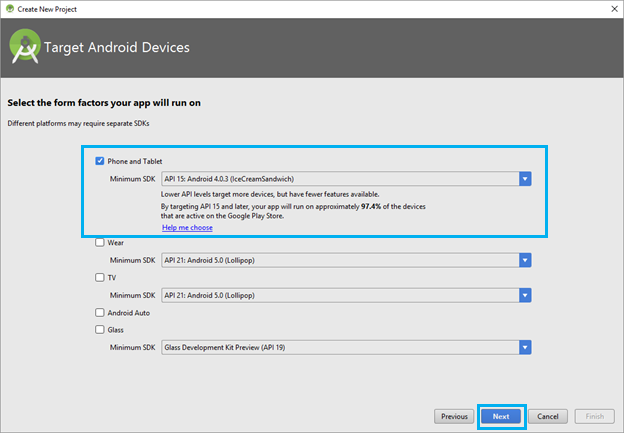 Create New Project
Target Android Devices
Select the form factors your app will run on
Different platforms may require separate SDKs
Phone and Tablet
Minimum SDK API 15: Android 4.0.3 (IceCreamSandwich)
Lower API levels target more devices, but have fewer features available.
By targeting API 15 and later, your app will run on approximately 97.4% of the devices
that are active on the Google Play Store.
Help me choose
Wear
Minimum SDK API 21: Android 5.0 (Lollipop)
TV
Minimum SDK API 21: Android 5.0 (Lollipop)
Android Auto
Glass
Minimum SDK Glass Development Kit Preview (API 19)
Previous Next Cancel Finish